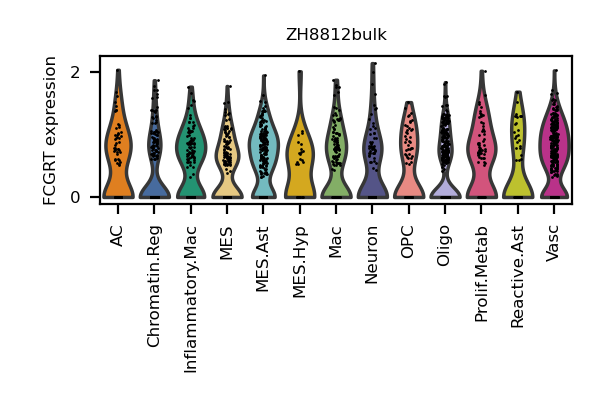 ZH8812bulk
FCGRT expression
2
0
AC
Chromatin.Reg
Inflammatory.Mac
MES
MES.Ast
MES.Hyp
Mac
Neuron
OPC
Oligo
Prolif.Metab
Reactive.Ast
Vasc